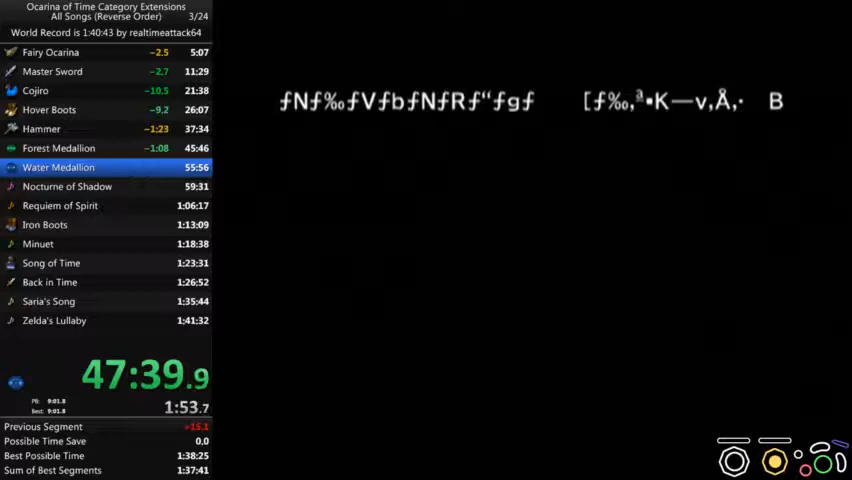 Ocarina of Time Category Extensions
All Songs (Reverse Order) 3/24
World Record is 1:40:43 by realtimeattack64
Fairy Ocarina −2.5 5:07
Master Sword −2.7 11:29
Cojiro −10.5 21:38
Hover Boots −9.2 26:07
Hammer −1:23 37:34
Forest Medallion −1:08 45:46
Water Medallion 55:56
Nocturne of Shadow 59:31
Requiem of Spirit 1:06:17
Iron Boots 1:13:09
Minuet 1:18:38
Song of Time 1:23:31
Back in Time 1:26:52
Saria's Song 1:35:44
Zelda's Lullaby 1:41:32
47:39.9
PB: 9:01.8
Best: 9:01.8
1:53.7
Previous Segment +15.1
Possible Time Save 0.0
Best Possible Time 1:38:25
Sum of Best Segments 1:37:41
ƒNƒ‰ƒVƒbƒNƒRƒ“ƒgƒ [ƒ‰‚ª•K—v‚Å‚· B